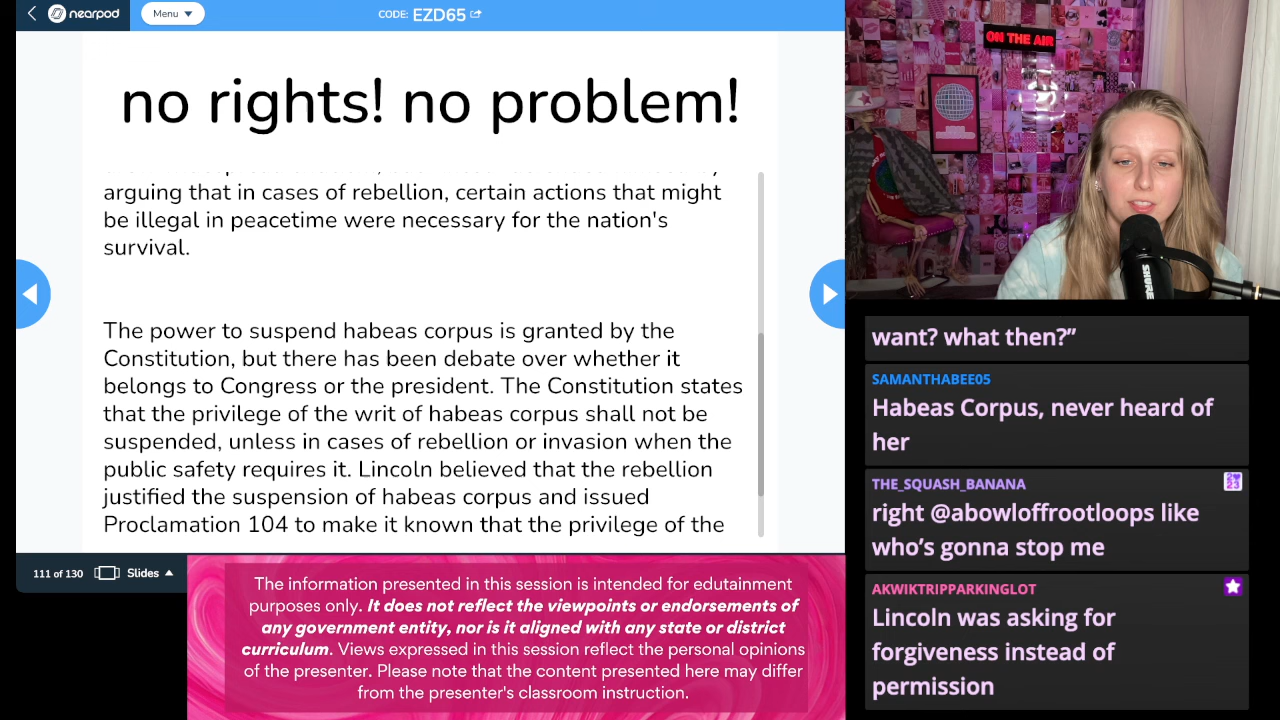 nearpod
Menu
CODE: EZD65
no rights! no problem!
arguing that in cases of rebellion, certain actions that might
be illegal in peacetime were necessary for the nation's
survival.
The power to suspend habeas corpus is granted by the
Constitution, but there has been debate over whether it
belongs to Congress or the president. The Constitution states
that the privilege of the writ of habeas corpus shall not be
suspended, unless in cases of rebellion or invasion when the
public safety requires it. Lincoln believed that the rebellion
justified the suspension of habeas corpus and issued
Proclamation 104 to make it known that the privilege of the
111 of 130
Slides
The information presented in this session is intended for edutainment
purposes only. It does not reflect the viewpoints or endorsements of
any government entity, nor is it aligned with any state or district
curriculum. Views expressed in this session reflect the personal opinions
of the presenter. Please note that the content presented here may differ
from the presenter's classroom instruction.
ON THE AIR
SHURE
want? what then?”
SAMANTHABEE05
Habeas Corpus, never heard of
her
THE_SQUASH_BANANA
right @abowloffrootloops like
who’s gonna stop me
AKWIKTRIPPARKINGLOT
Lincoln was asking for
forgiveness instead of
permission